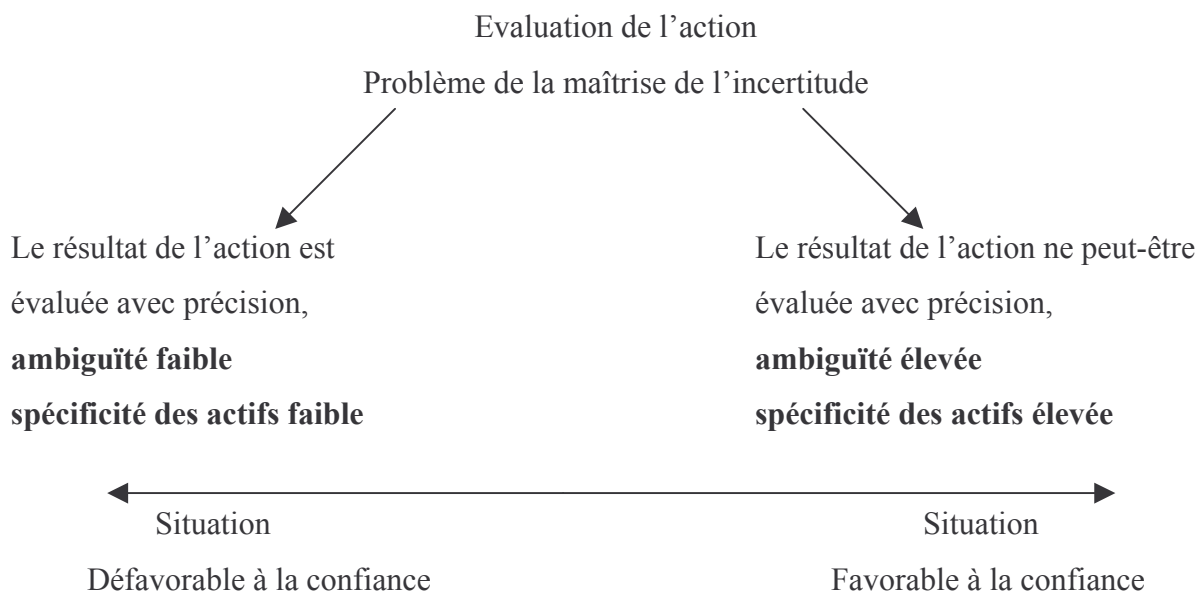 Evaluation de l’action
Problème de la maîtrise de l’incertitude
Le résultat de l’action est
évaluée avec précision,
ambiguïté faible
spécificité des actifs faible
Le résultat de l’action ne peut-être
évaluée avec précision,
ambiguïté élevée
spécificité des actifs élevée
Situation
Défavorable à la confiance
Situation
Favorable à la confiance